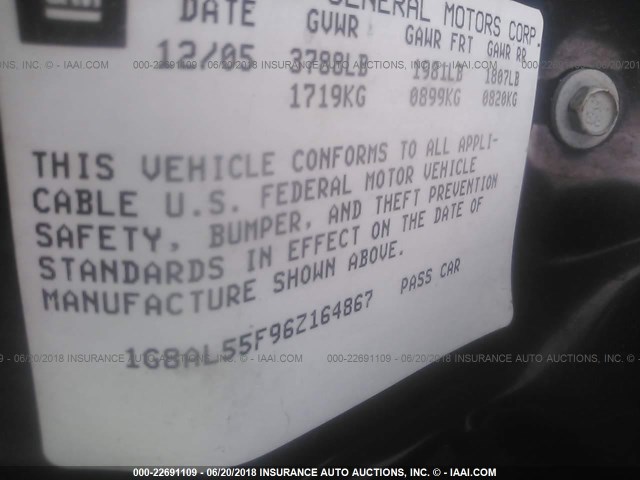 GM
GENERAL MOTORS CORP.
DATE GVWR GAWR FRT GAWR RR
12/05 3788LB 1981LB 1807LB
1719KG 0899KG 0820KG
THIS VEHICLE CONFORMS TO ALL APPLI-
CABLE U.S. FEDERAL MOTOR VEHICLE
SAFETY, BUMPER, AND THEFT PREVENTION
STANDARDS IN EFFECT ON THE DATE OF
MANUFACTURE SHOWN ABOVE.
1G8AL55F96Z164867 PASS CAR
000-22691109 - 06/20/2018 INSURANCE AUTO AUCTIONS, INC. - © IAAI.COM